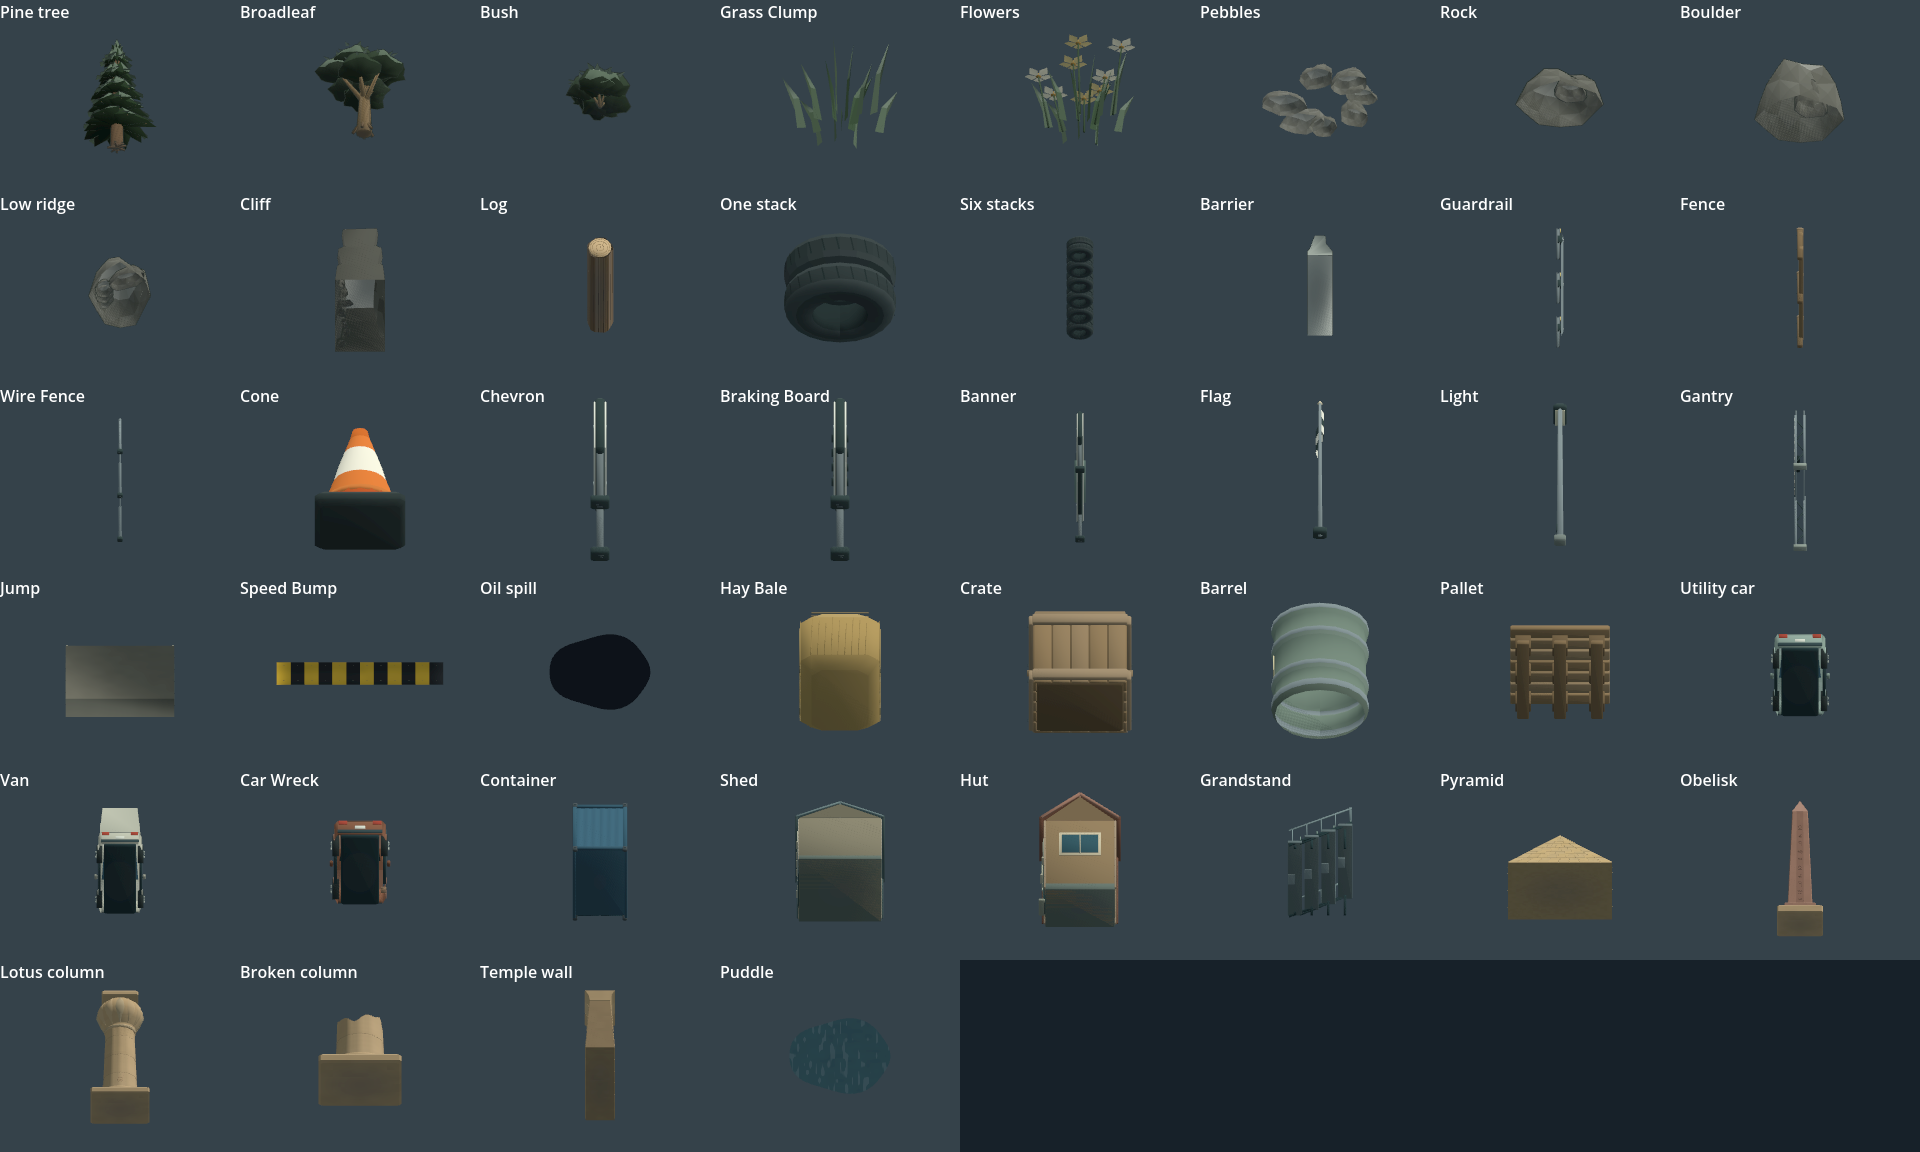 Pine tree
Broadleaf
Bush
Grass Clump
Flowers
Pebbles
Rock
Boulder
Low ridge
Cliff
Log
One stack
Six stacks
Barrier
Guardrail
Fence
Wire Fence
Cone
Chevron
Braking Board
Banner
Flag
Light
Gantry
Jump
Speed Bump
Oil spill
Hay Bale
Crate
Barrel
Pallet
Utility car
Van
Car Wreck
Container
Shed
Hut
Grandstand
Pyramid
Obelisk
Lotus column
Broken column
Temple wall
Puddle